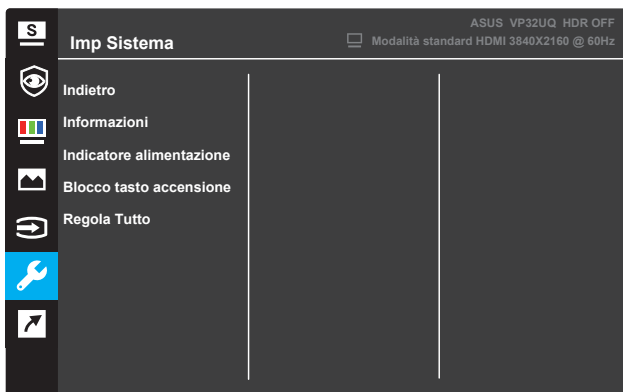 S
ASUS VP32UQ HDR OFF
Imp Sistema
Modalità standard HDMI 3840X2160 @ 60Hz
Indietro
Informazioni
Indicatore alimentazione
Blocco tasto accensione
Regola Tutto